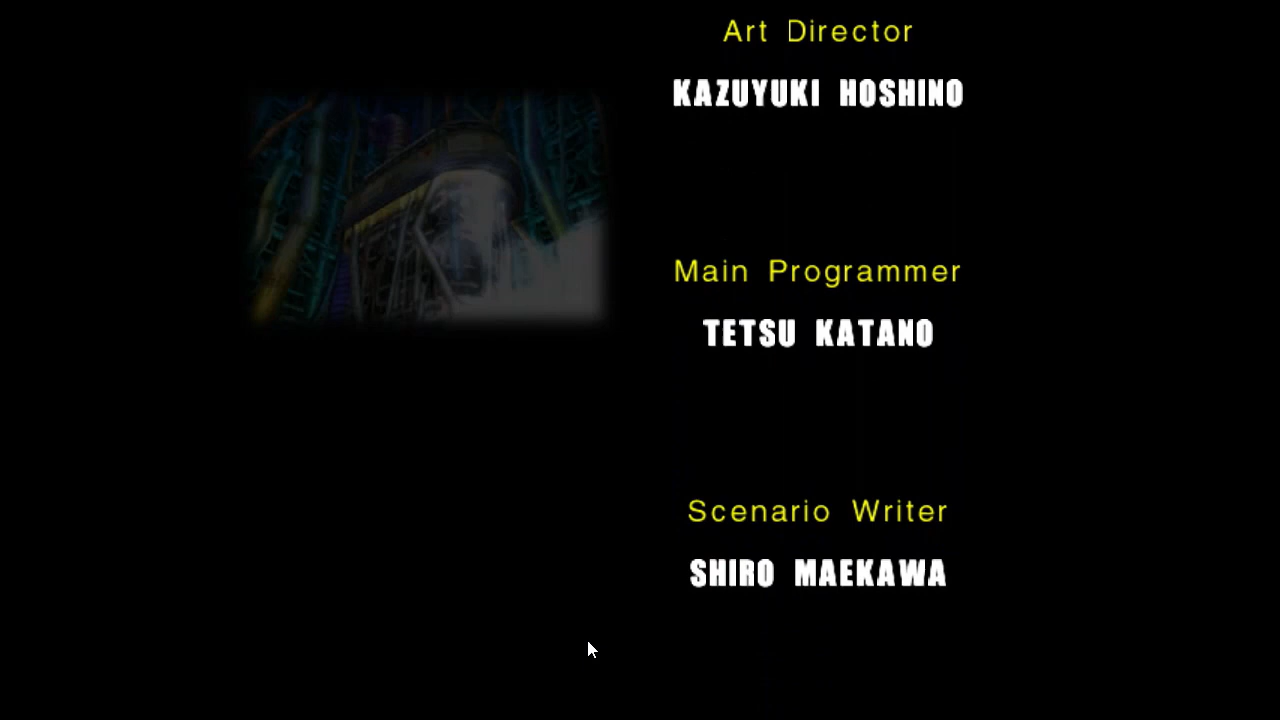 Art Director
KAZUYUKI HOSHINO
Main Programmer
TETSU KATANO
Scenario Writer
SHIRO MAEKAWA